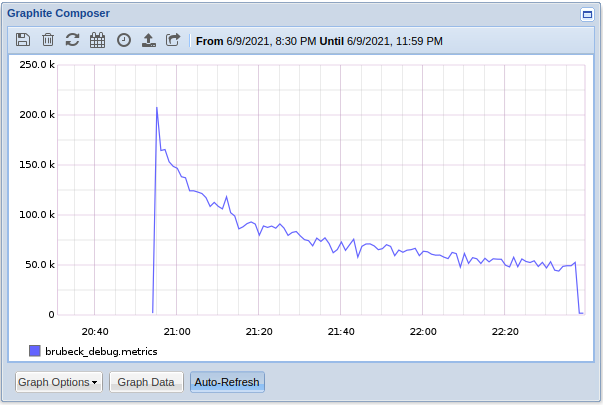 Graphite Composer
From 6/9/2021, 8:30 PM Until 6/9/2021, 11:59 PM
250.0 k
200.0 k
150.0 k
100.0 k
50.0 k
0
20:40 21:00 21:20 21:40 22:00 22:20
brubeck_debug.metrics
Graph Options Graph Data Auto-Refresh